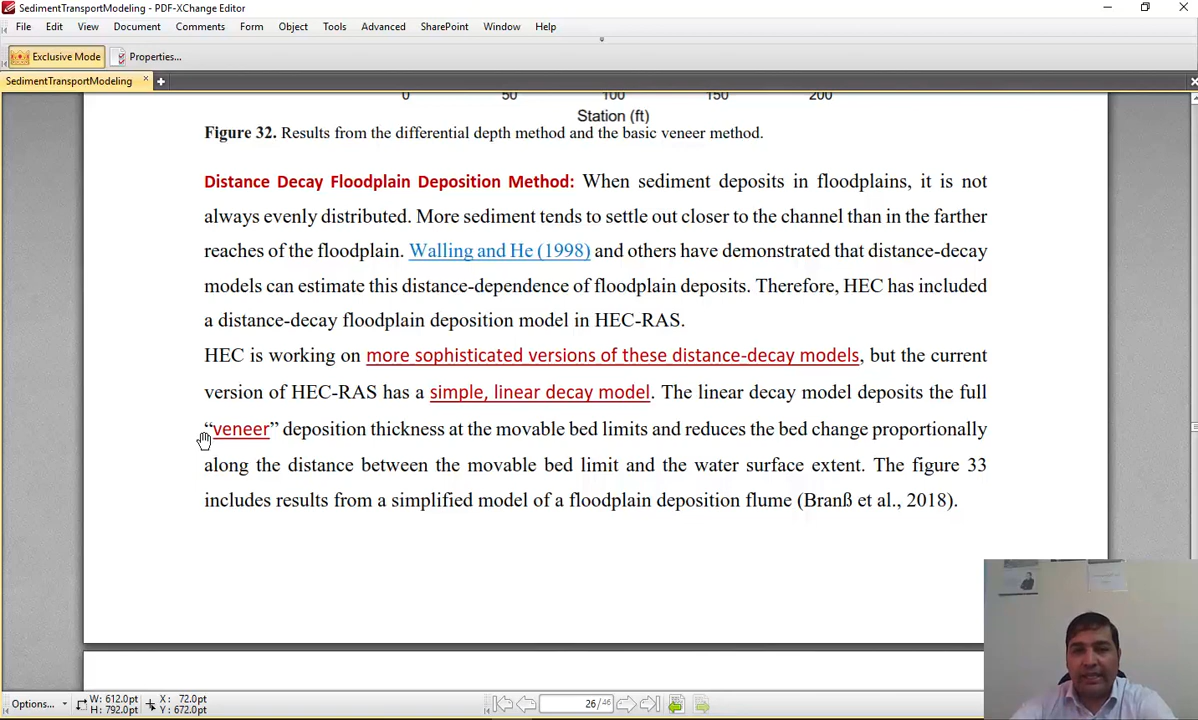 SedimentTransportModeling - PDF-XChange Editor
File Edit View Document Comments Form Object Tools Advanced SharePoint Window Help
Exclusive Mode Properties...
SedimentTransportModeling
0 50 100 150 200
Station (ft)
Figure 32. Results from the differential depth method and the basic veneer method.
Distance Decay Floodplain Deposition Method: When sediment deposits in floodplains, it is not
always evenly distributed. More sediment tends to settle out closer to the channel than in the farther
reaches of the floodplain. Walling and He (1998) and others have demonstrated that distance-decay
models can estimate this distance-dependence of floodplain deposits. Therefore, HEC has included
a distance-decay floodplain deposition model in HEC-RAS.
HEC is working on more sophisticated versions of these distance-decay models, but the current
version of HEC-RAS has a simple, linear decay model. The linear decay model deposits the full
“veneer” deposition thickness at the movable bed limits and reduces the bed change proportionally
along the distance between the movable bed limit and the water surface extent. The figure 33
includes results from a simplified model of a floodplain deposition flume (Branß et al., 2018).
Options... W: 612.0pt X: 72.0pt 26/46
H: 792.0pt Y: 672.0pt